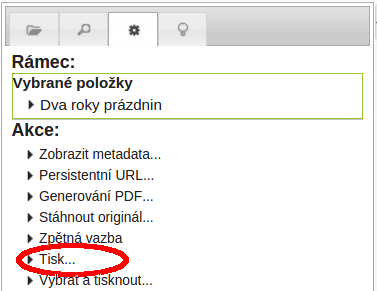 Rámec:
Vybrané položky
Dva roky prázdnin
Akce:
Zobrazit metadata...
Persistentní URL...
Generování PDF...
Stáhnout originál...
Zpětná vazba
Tisk...
Vybrat a tisknout...